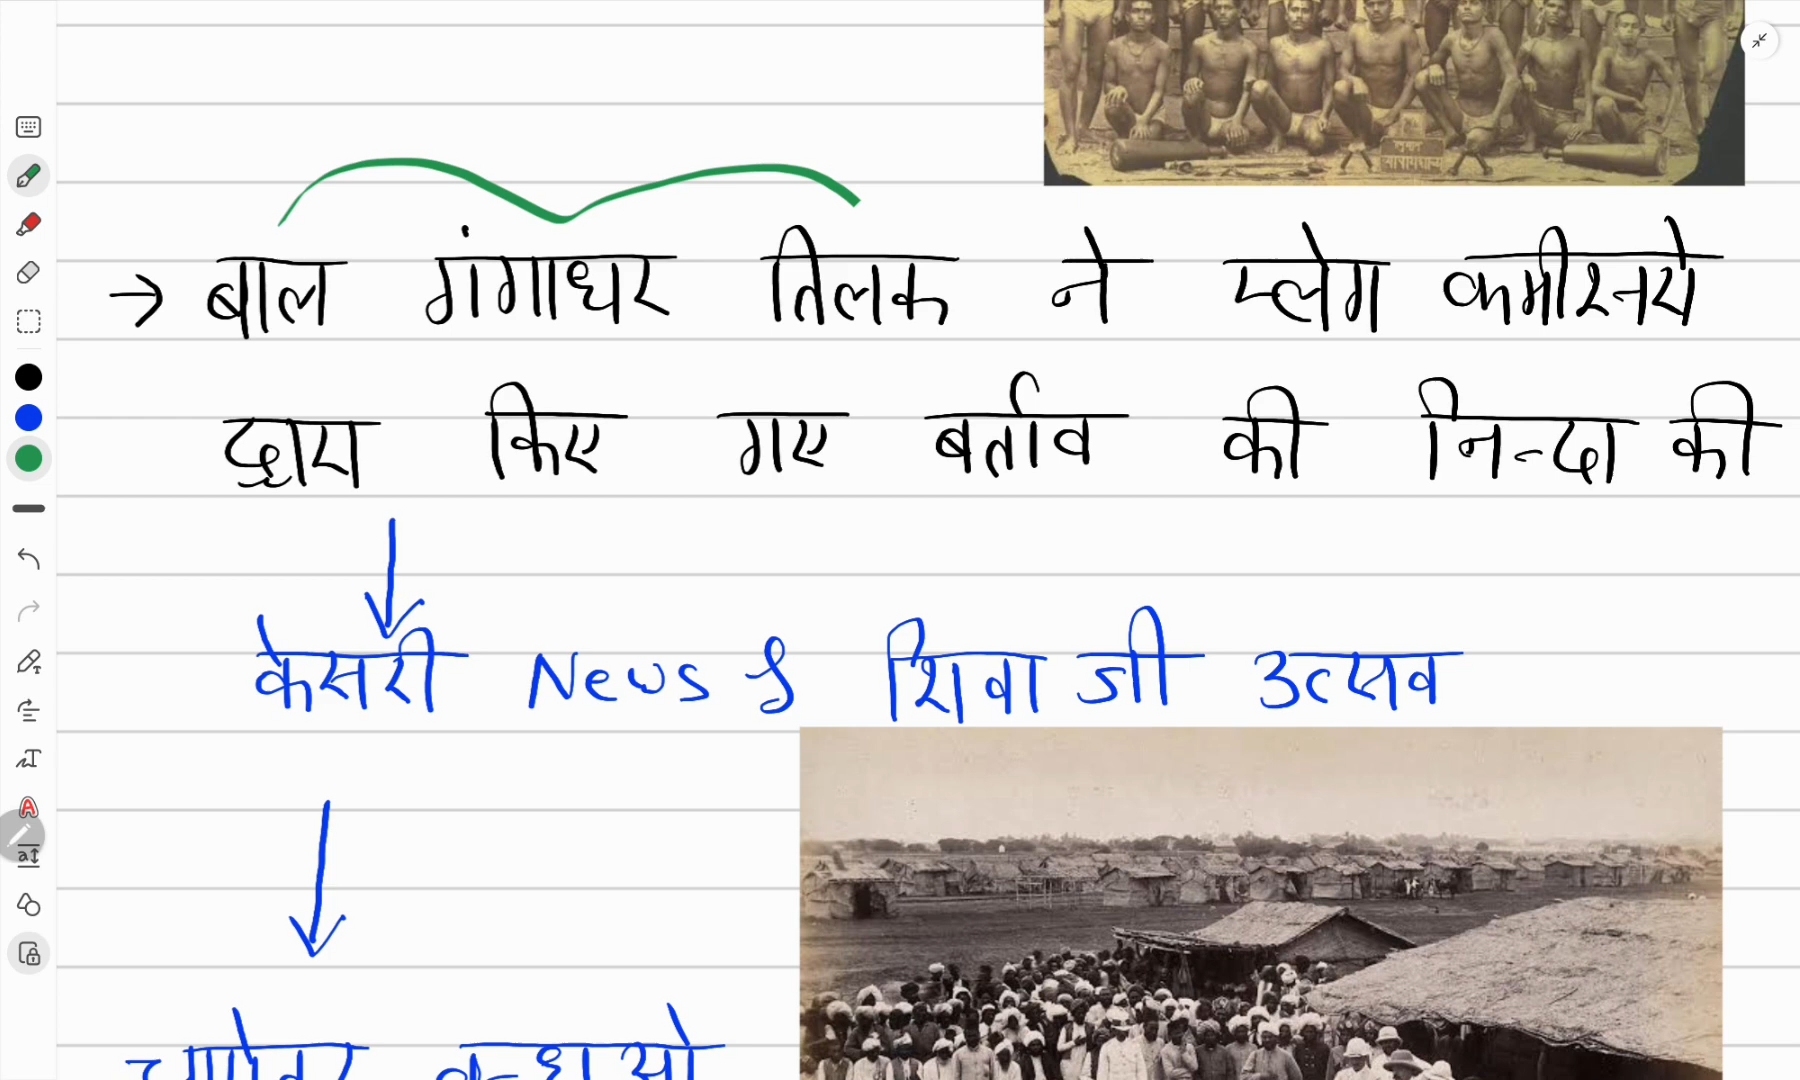 → बाल गंगाधर तिलक ने प्लेग कमीश्नरो
द्वारा किए गए बर्ताव की निन्दा की
केसरी News & शिवा जी उत्सव